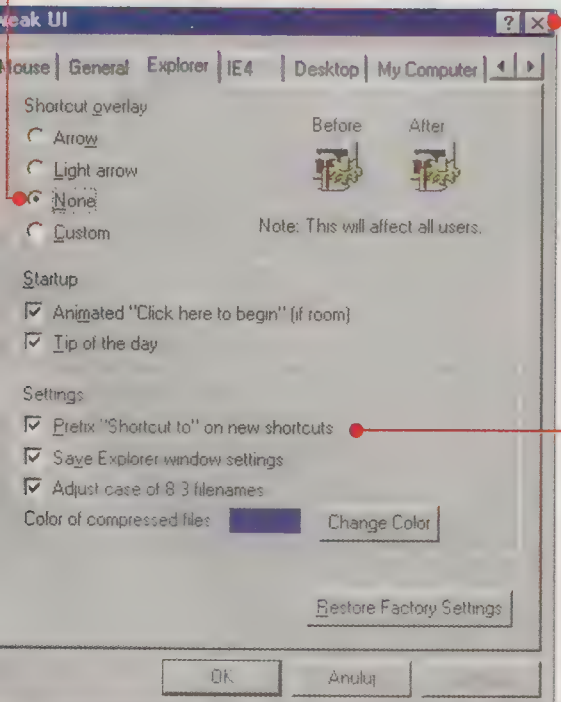 weak UI
Mouse General Explorer IE4 Desktop My Computer
Shortcut overlay
Before After
Arrow
Light arrow
None
Custom
Note: This will affect all users.
Startup
Animated "Click here to begin" (if room)
Tip of the day
Settings
Prefix "Shortcut to" on new shortcuts
Save Explorer window settings
Adjust case of 8.3 filenames
Color of compressed files
Change Color
Restore Factory Settings
OK Anuluj